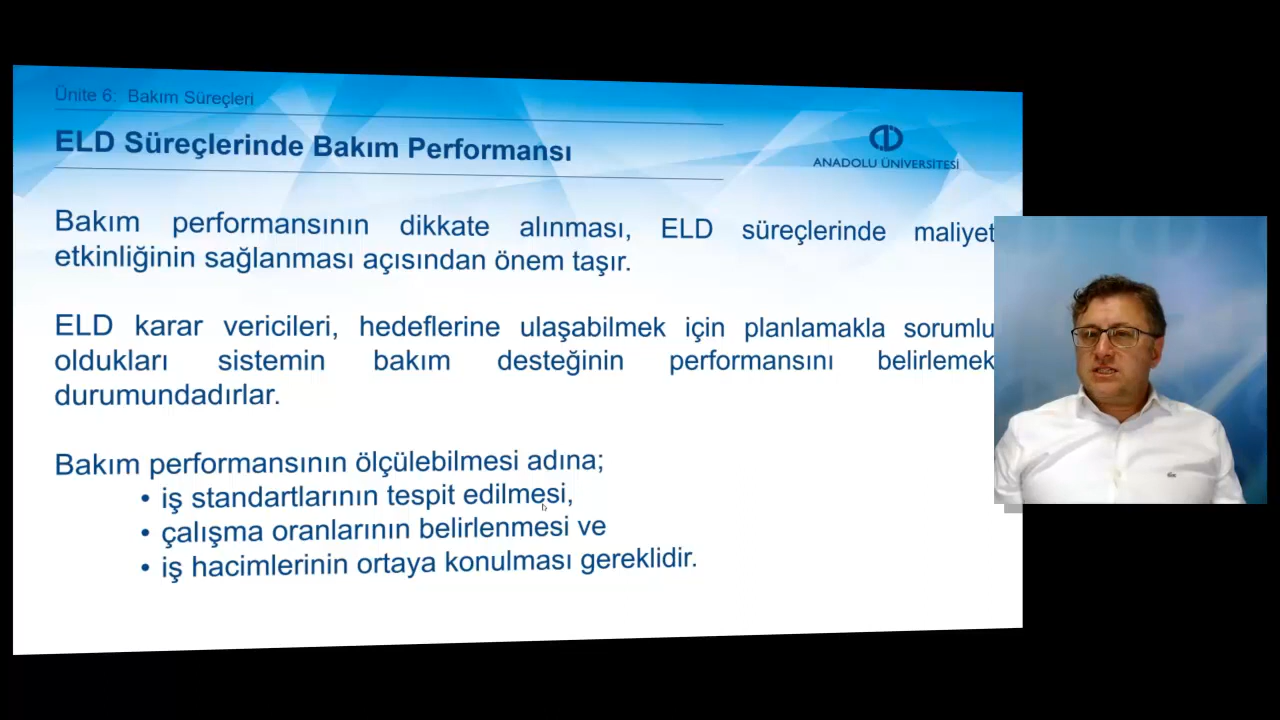 Ünite 6: Bakım Süreçleri
ELD Süreçlerinde Bakım Performansı
ANADOLU ÜNİVERSİTESİ
Bakım performansının dikkate alınması, ELD süreçlerinde maliyet
etkinliğinin sağlanması açısından önem taşır.
ELD karar vericileri, hedeflerine ulaşabilmek için planlamakla sorumlu
oldukları sistemin bakım desteğinin performansını belirlemek
durumundadırlar.
Bakım performansının ölçülebilmesi adına;
• iş standartlarının tespit edilmesi,
• çalışma oranlarının belirlenmesi ve
• iş hacimlerinin ortaya konulması gereklidir.